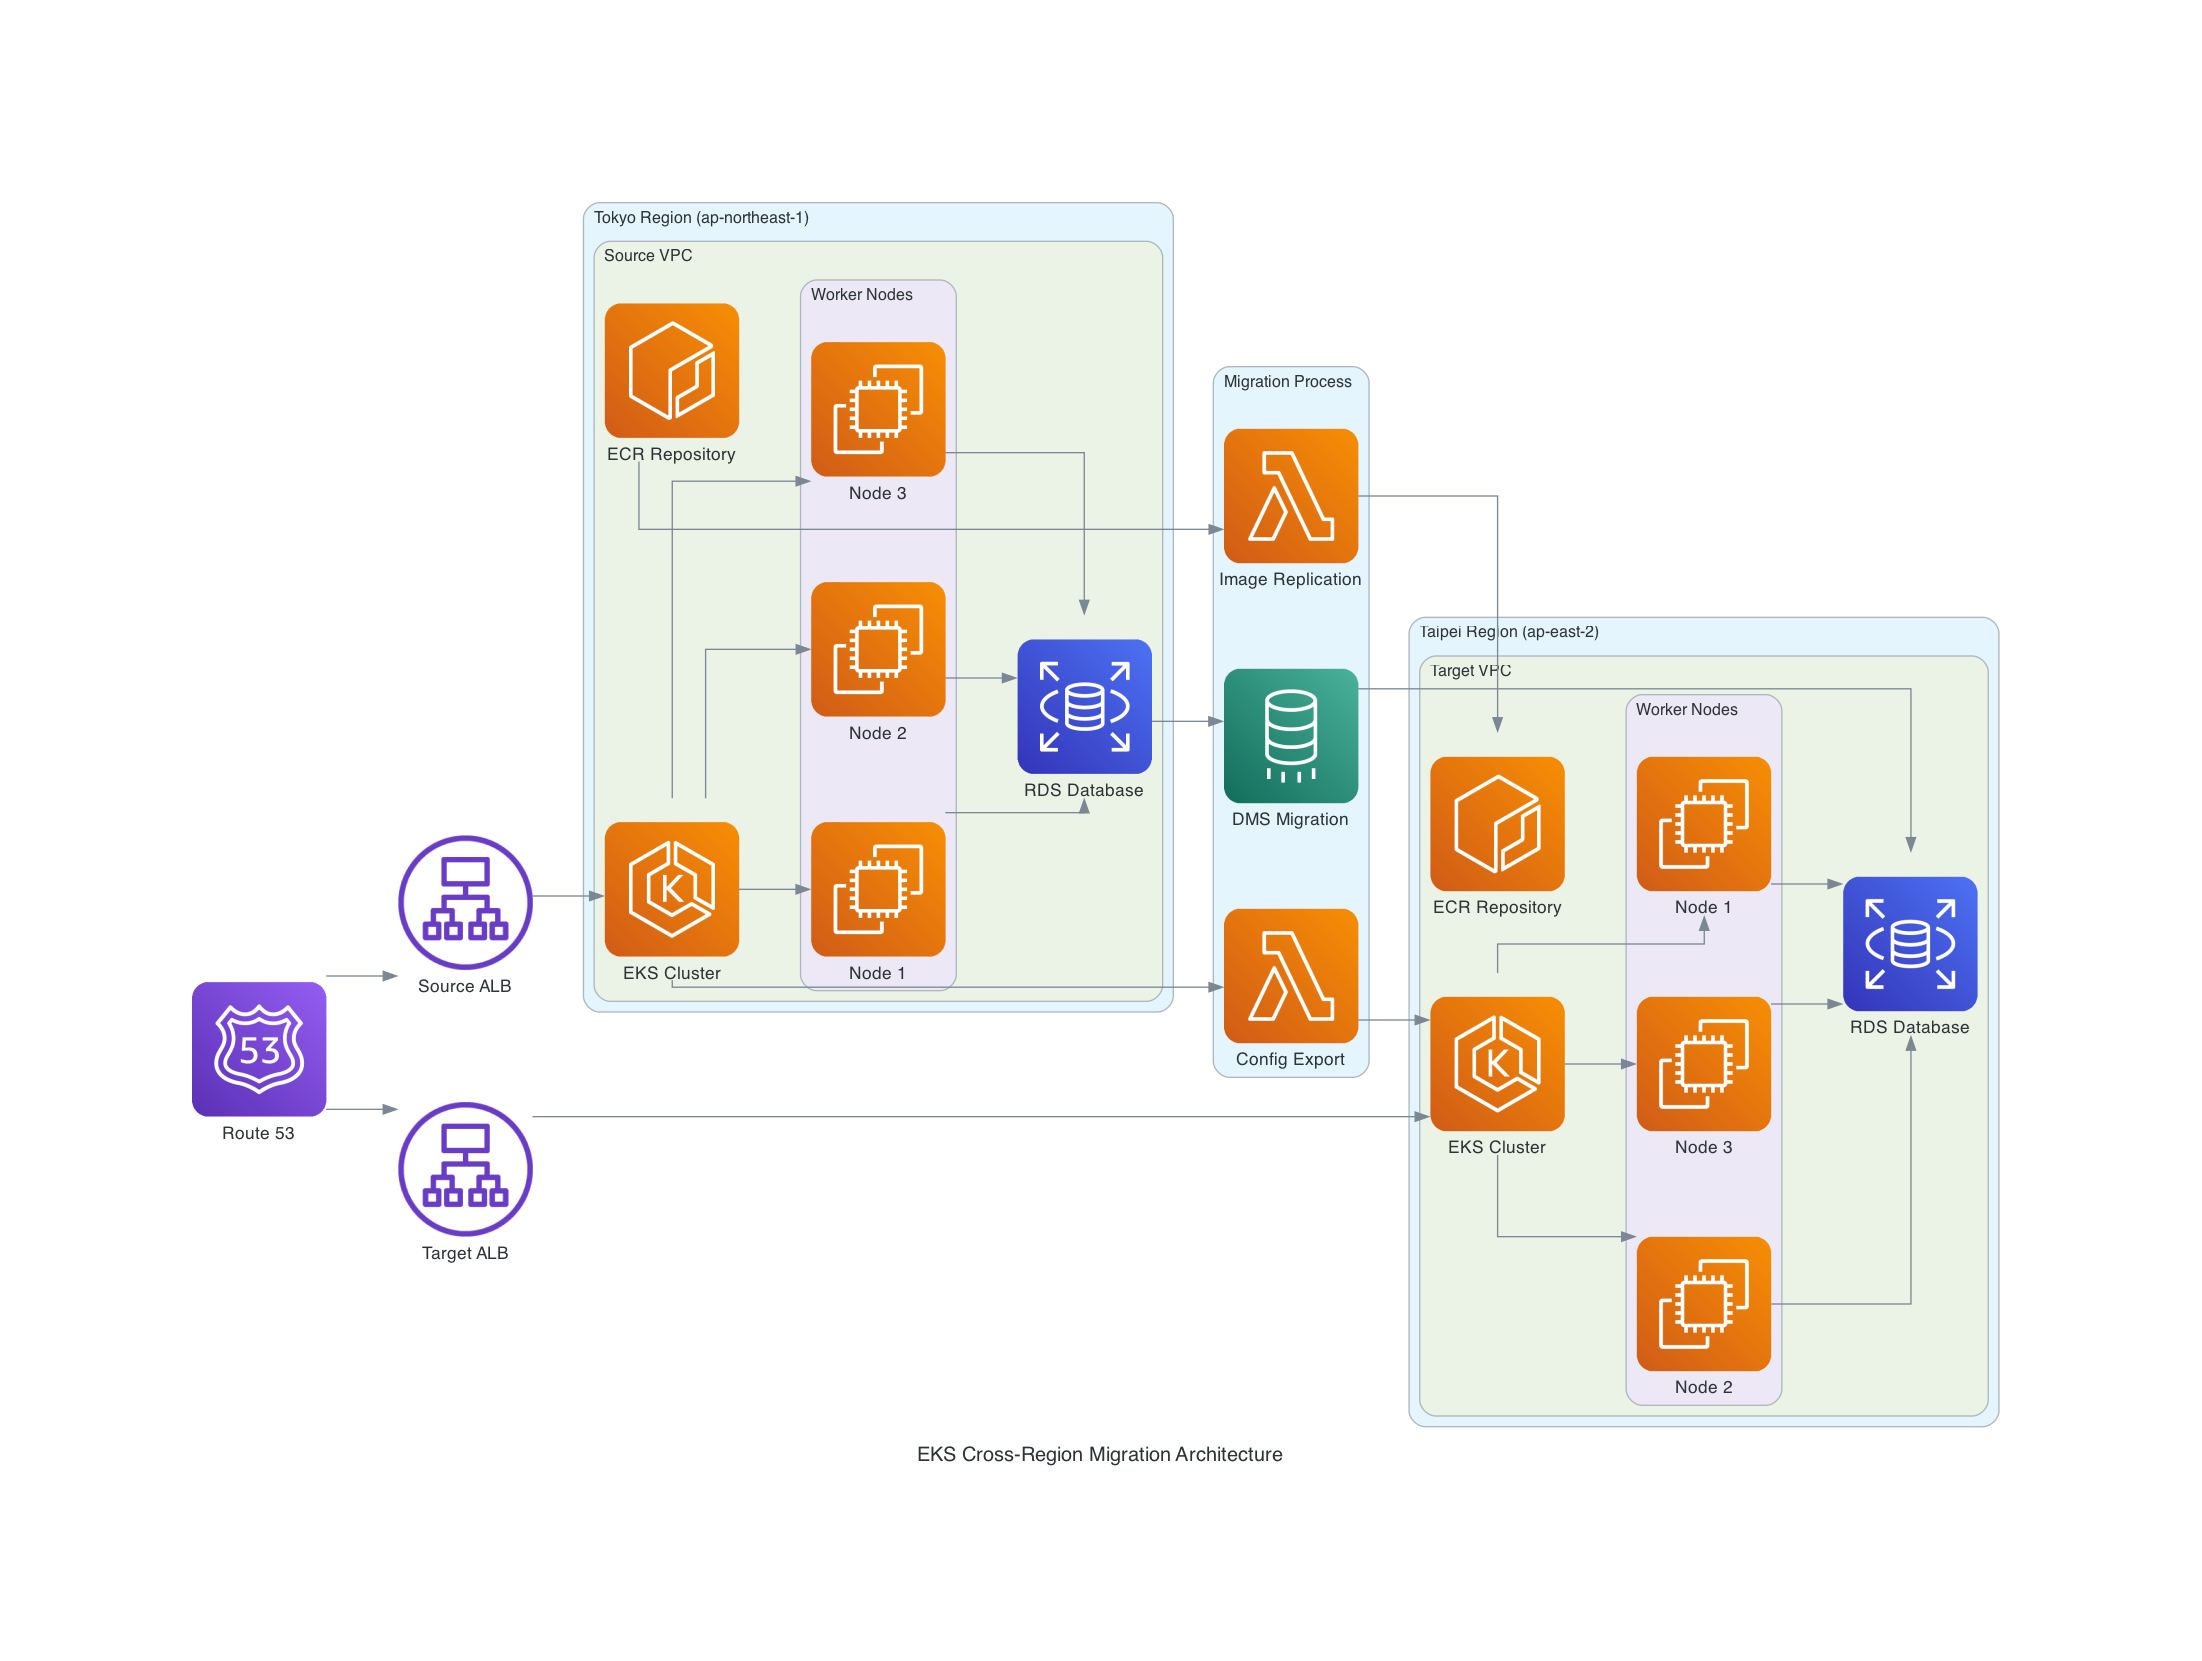 Tokyo Region (ap-northeast-1)
Source VPC
Worker Nodes
ECR Repository
Node 3
Node 2
RDS Database
EKS Cluster
Node 1
Migration Process
Image Replication
DMS Migration
Config Export
Source ALB
53
Route 53
Target ALB
K
Taipei Region (ap-east-2)
Target VPC
Worker Nodes
ECR Repository
Node 1
RDS Database
K
EKS Cluster
Node 3
Node 2
EKS Cross-Region Migration Architecture